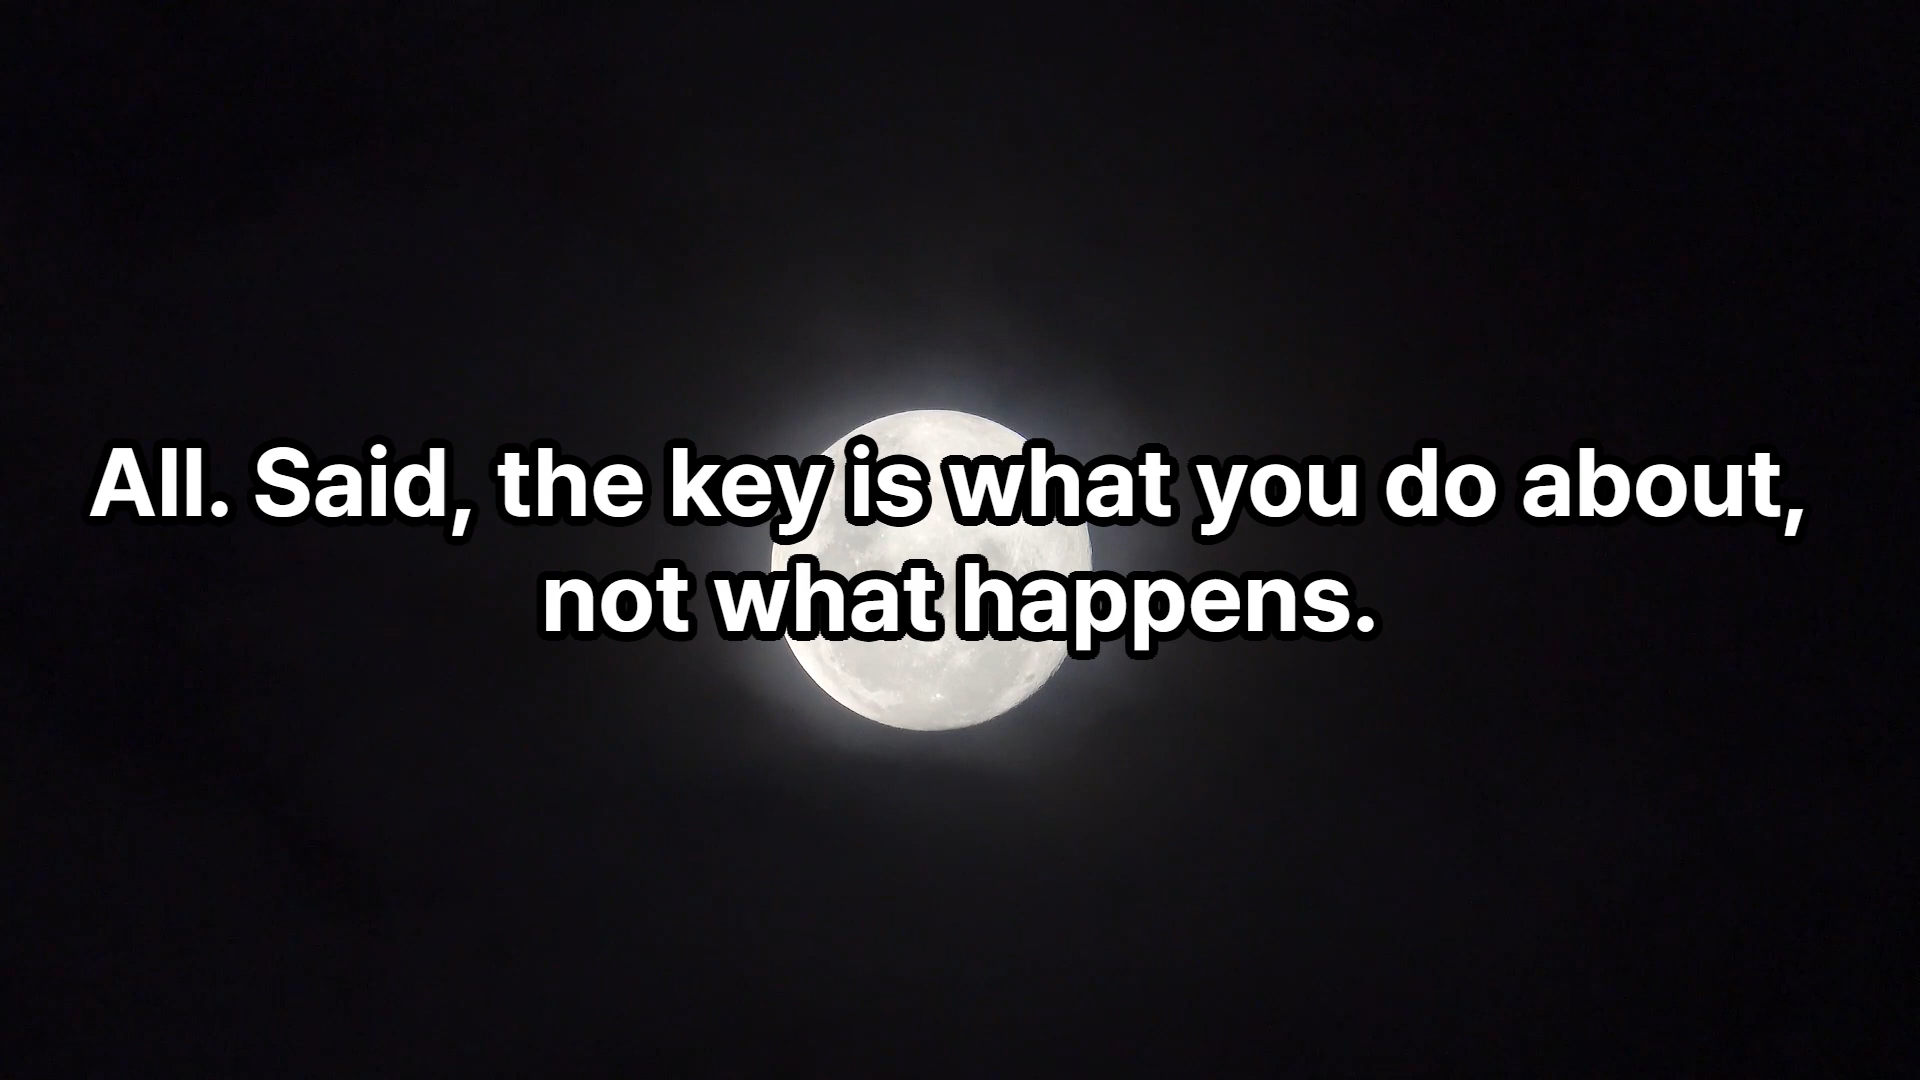 All. Said, the key is what you do about,
not what happens.